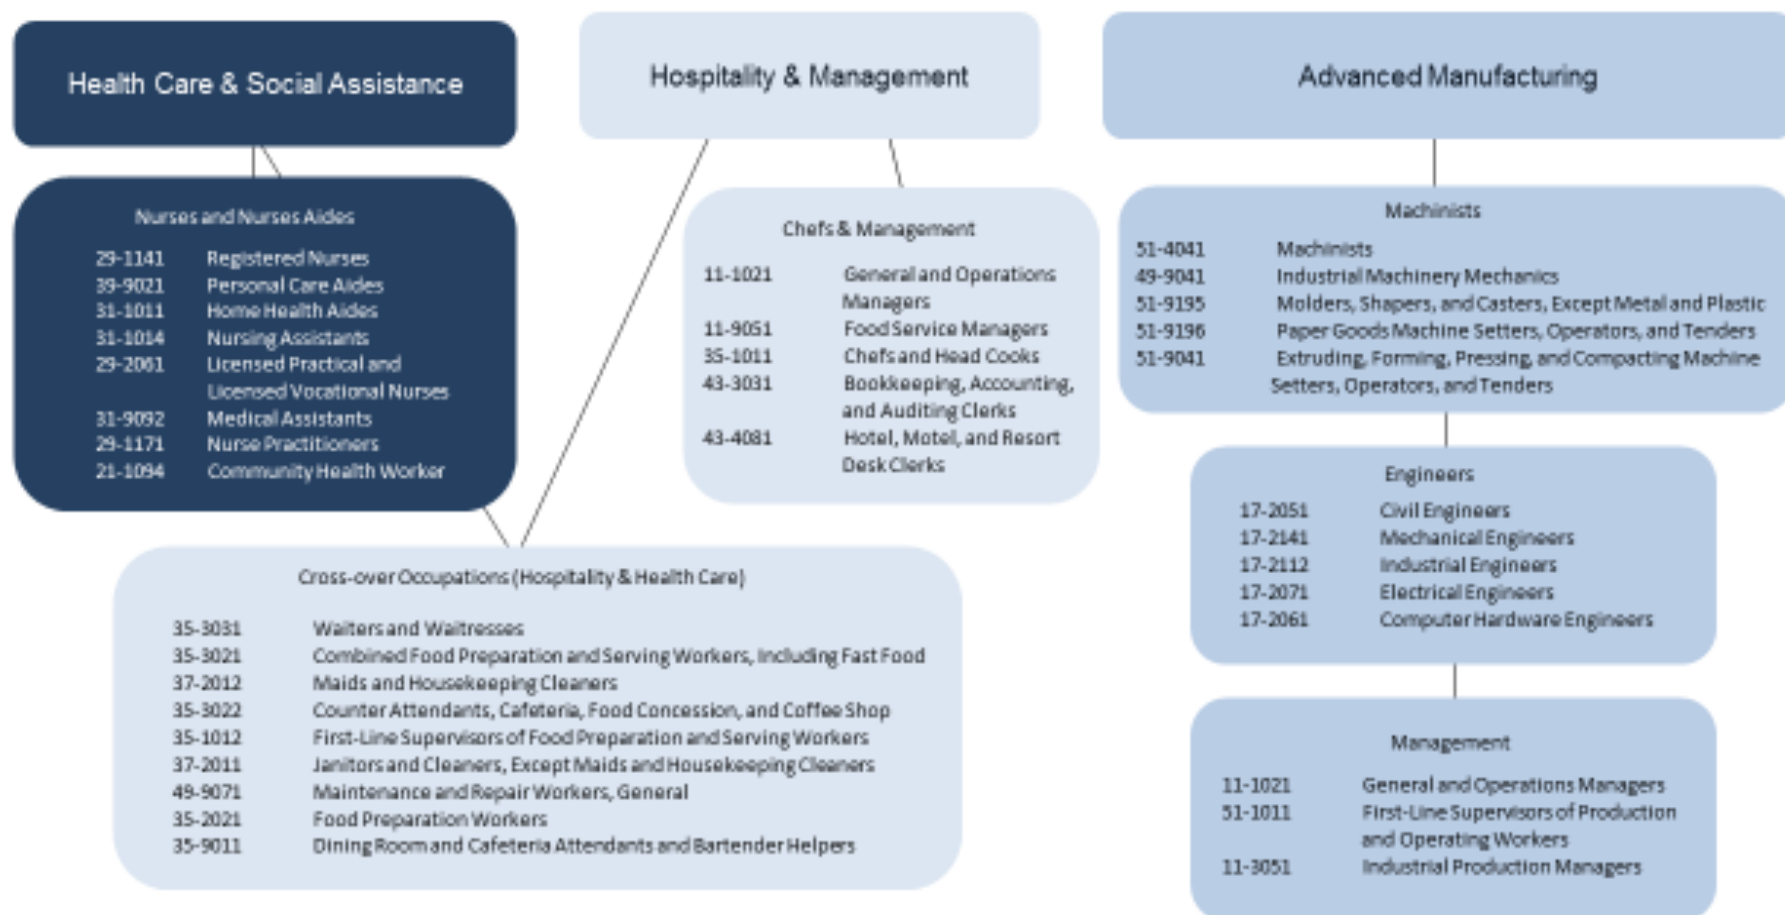 Health Care & Social Assistance
Hospitality & Management
Advanced Manufacturing
Nurses and Nurses Aides
29-1141 Registered Nurses
39-9021 Personal Care Aides
31-1011 Home Health Aides
31-1014 Nursing Assistants
29-2061 Licensed Practical and
Licensed Vocational Nurses
31-9092 Medical Assistants
29-1171 Nurse Practitioners
21-1094 Community Health Worker
Chefs & Management
11-1021 General and Operations
Managers
11-9051 Food Service Managers
35-1011 Chefs and Head Cooks
43-3031 Bookkeeping, Accounting,
and Auditing Clerks
43-4081 Hotel, Motel, and Resort
Desk Clerks
Cross-over Occupations (Hospitality & Health Care)
35-3031 Waiters and Waitresses
35-3021 Combined Food Preparation and Serving Workers, Including Fast Food
37-2012 Maids and Housekeeping Cleaners
35-3022 Counter Attendants, Cafeteria, Food Concession, and Coffee Shop
35-1012 First-Line Supervisors of Food Preparation and Serving Workers
37-2011 Janitors and Cleaners, Except Maids and Housekeeping Cleaners
49-9071 Maintenance and Repair Workers, General
35-2021 Food Preparation Workers
35-9011 Dining Room and Cafeteria Attendants and Bartender Helpers
Machinists
51-4041 Machinists
49-9041 Industrial Machinery Mechanics
51-9195 Molders, Shapers, and Casters, Except Metal and Plastic
51-9196 Paper Goods Machine Setters, Operators, and Tenders
51-9041 Extruding, Forming, Pressing, and Compacting Machine
Setters, Operators, and Tenders
Engineers
17-2051 Civil Engineers
17-2141 Mechanical Engineers
17-2112 Industrial Engineers
17-2071 Electrical Engineers
17-2061 Computer Hardware Engineers
Management
11-1021 General and Operations Managers
51-1011 First-Line Supervisors of Production
and Operating Workers
11-3051 Industrial Production Managers